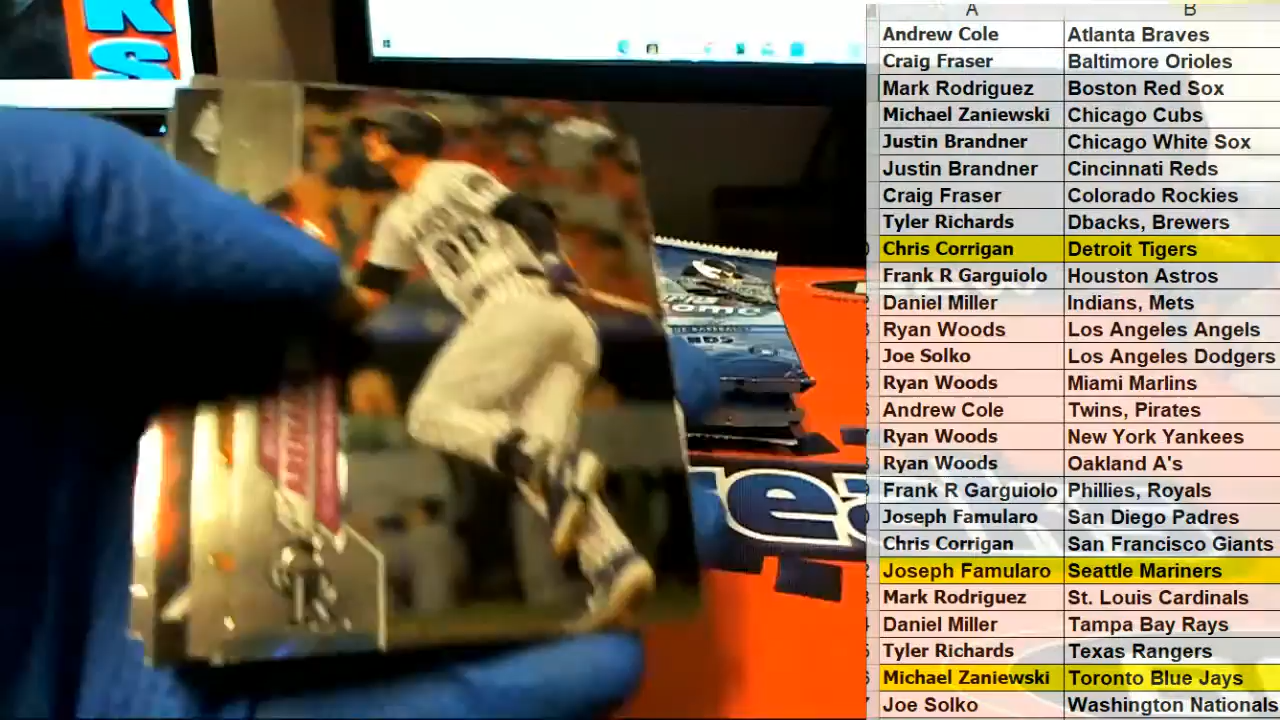 KS
A B
Andrew Cole Atlanta Braves
Craig Fraser Baltimore Orioles
Mark Rodriguez Boston Red Sox
Michael Zaniewski Chicago Cubs
Justin Brandner Chicago White Sox
Justin Brandner Cincinnati Reds
Craig Fraser Colorado Rockies
Tyler Richards Dbacks, Brewers
Chris Corrigan Detroit Tigers
Frank R Garguiolo Houston Astros
Daniel Miller Indians, Mets
Ryan Woods Los Angeles Angels
Joe Solko Los Angeles Dodgers
Ryan Woods Miami Marlins
Andrew Cole Twins, Pirates
Ryan Woods New York Yankees
Ryan Woods Oakland A's
Frank R Garguiolo Phillies, Royals
Joseph Famularo San Diego Padres
Chris Corrigan San Francisco Giants
Joseph Famularo Seattle Mariners
Mark Rodriguez St. Louis Cardinals
Daniel Miller Tampa Bay Rays
Tyler Richards Texas Rangers
Michael Zaniewski Toronto Blue Jays
Joe Solko Washington Nationals